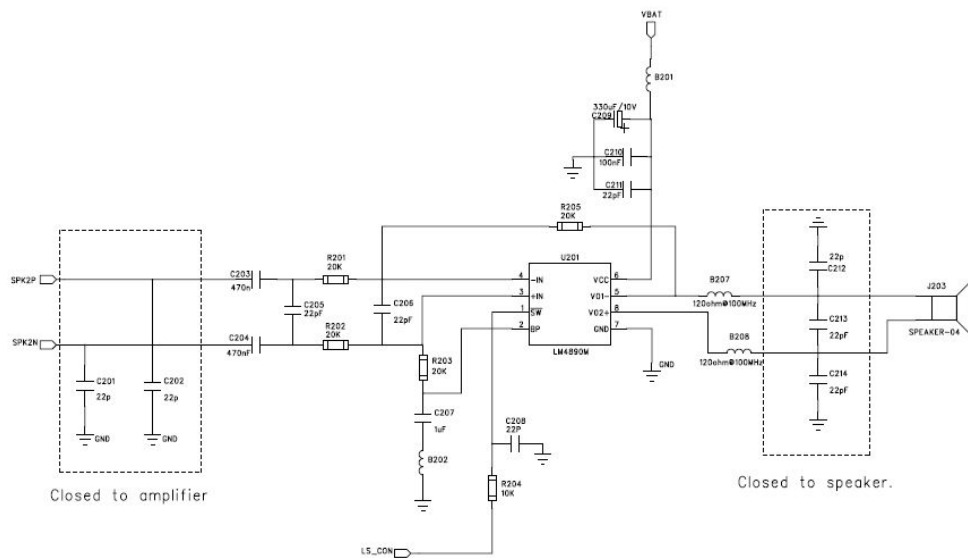 VBAT
B201
330uF/10V
C209
C210
100nF
C211
22pF
R205
20K
U201
SPK2P
C203
470n
R201
20K
4 -IN VCC 6
3 +IN VO1- 5
1 SW VO2+ 8
2 BP GND 7
LM4890M
C205
22pF
C206
22pF
B207
120ohm@100MHz
22p
C212
J203
SPEAKER-04
C213
22pF
SPK2N
C204
470nF
R202
20K
B208
120ohm@100MHz
R203
20K
GND
C214
22pF
C201
22p
C202
22p
GND
GND
C207
1uF
C208
22P
B202
R204
10K
Closed to amplifier
Closed to speaker.
LS_CON